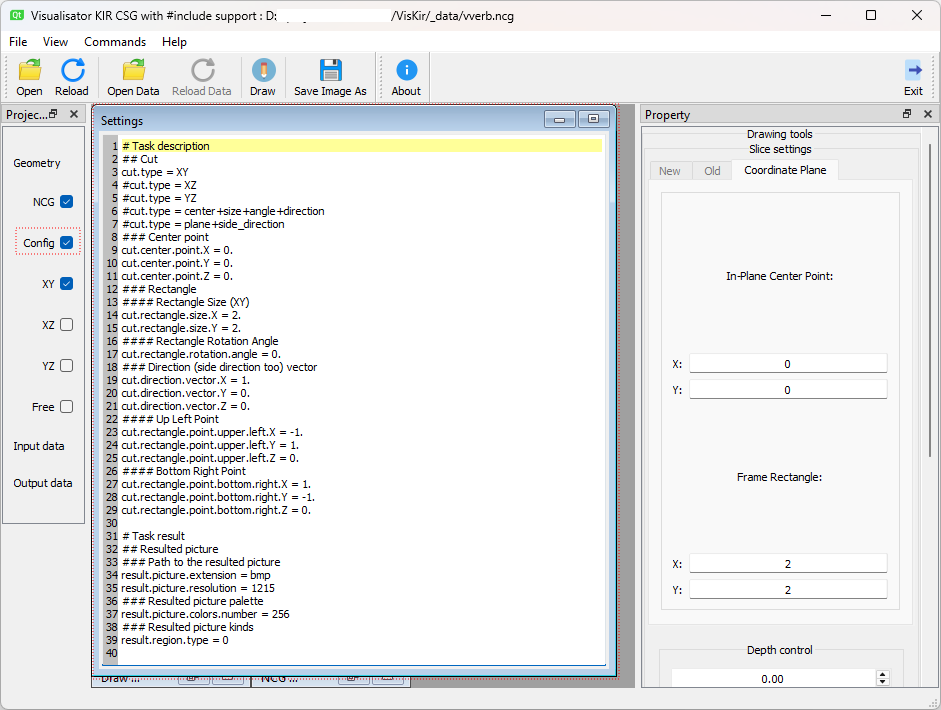 Visualisator KIR CSG with #include support : D: /VisKir/_data/vverb.ncg
File View Commands Help
Open Reload Open Data Reload Data Draw Save Image As About Exit
Projec...
Geometry
NCG
Config
XY
XZ
YZ
Free
Input data
Output data
Settings
1 # Task description
2 ## Cut
3 cut.type = XY
4 #cut.type = XZ
5 #cut.type = YZ
6 #cut.type = center+size+angle+direction
7 #cut.type = plane+side_direction
8 ### Center point
9 cut.center.point.X = 0.
10 cut.center.point.Y = 0.
11 cut.center.point.Z = 0.
12 ### Rectangle
13 #### Rectangle Size (XY)
14 cut.rectangle.size.X = 2.
15 cut.rectangle.size.Y = 2.
16 #### Rectangle Rotation Angle
17 cut.rectangle.rotation.angle = 0.
18 ### Direction (side direction too) vector
19 cut.direction.vector.X = 1.
20 cut.direction.vector.Y = 0.
21 cut.direction.vector.Z = 0.
22 #### Up Left Point
23 cut.rectangle.point.upper.left.X = -1.
24 cut.rectangle.point.upper.left.Y = 1.
25 cut.rectangle.point.upper.left.Z = 0.
26 #### Bottom Right Point
27 cut.rectangle.point.bottom.right.X = 1.
28 cut.rectangle.point.bottom.right.Y = -1.
29 cut.rectangle.point.bottom.right.Z = 0.
30
31 # Task result
32 ## Resulted picture
33 ### Path to the resulted picture
34 result.picture.extension = bmp
35 result.picture.resolution = 1215
36 ### Resulted picture palette
37 result.picture.colors.number = 256
38 ### Resulted picture kinds
39 result.region.type = 0
40
Draw ... NCG ...
Property
Drawing tools
Slice settings
New Old Coordinate Plane
In-Plane Center Point:
X: 0
Y: 0
Frame Rectangle:
X: 2
Y: 2
Depth control
0.00